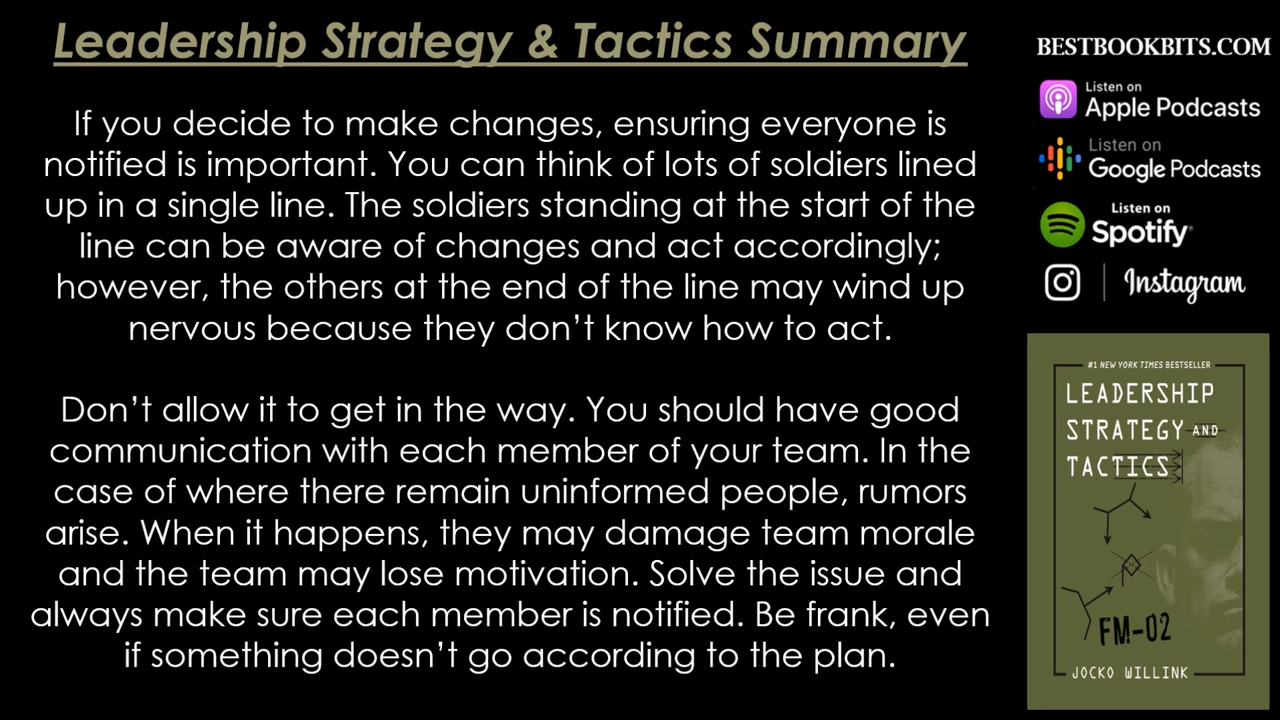 Leadership Strategy & Tactics Summary
If you decide to make changes, ensuring everyone is
notified is important. You can think of lots of soldiers lined
up in a single line. The soldiers standing at the start of the
line can be aware of changes and act accordingly;
however, the others at the end of the line may wind up
nervous because they don't know how to act.
Don't allow it to get in the way. You should have good
communication with each member of your team. In the
case of where there remain uninformed people, rumors
arise. When it happens, they may damage team morale
and the team may lose motivation. Solve the issue and
always make sure each member is notified. Be frank, even
if something doesn't go according to the plan.
BESTBOOKBITS.COM
Listen on
Apple Podcasts
Listen on
Google Podcasts
Listen on
Spotify
Instagram
#1 NEW YORK TIMES BESTSELLER
LEADERSHIP
STRATEGY AND
TACTICS
FM-02
JOCKO WILLINK